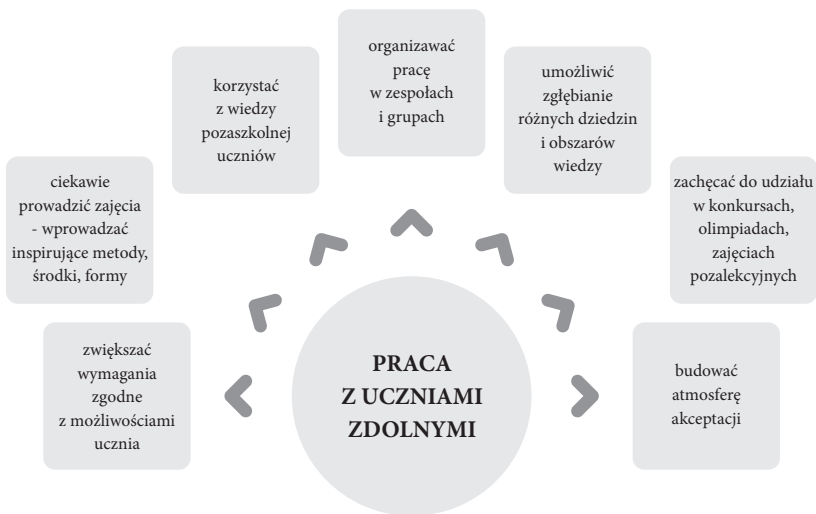 organizawać
pracę
w zespołach
i grupach
korzystać
z wiedzy
pozaszkolnej
uczniów
umożliwić
zgłębianie
różnych dziedzin
i obszarów
wiedzy
ciekawie
prowadzić zajęcia
- wprowadzać
inspirujące metody,
środki, formy
zachęcać do udziału
w konkursach,
olimpiadach,
zajęciach
pozalekcyjnych
zwiększać
wymagania
zgodne
z możliwościami
ucznia
PRACA
Z UCZNIAMI
ZDOLNYMI
budować
atmosferę
akceptacji